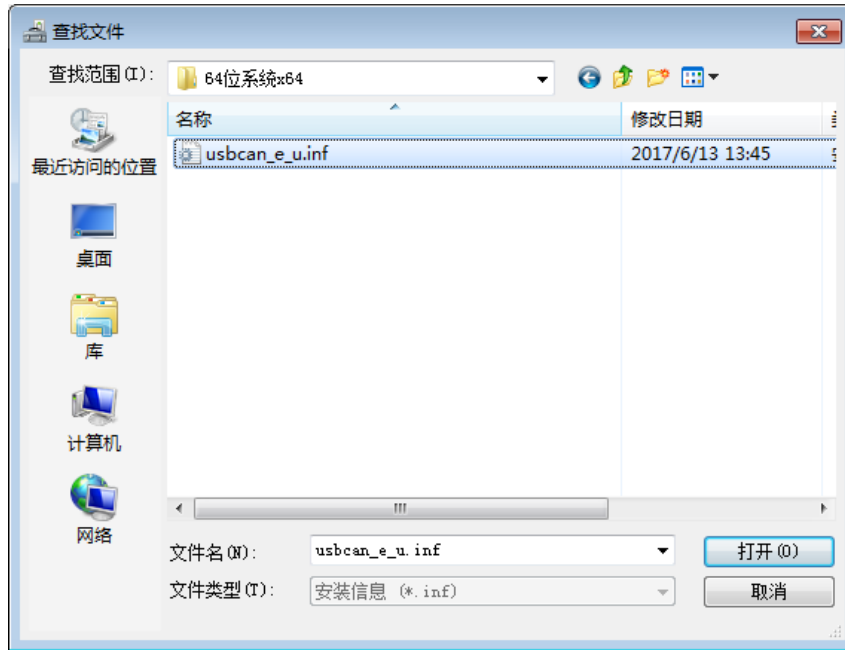 查找文件
查找范围(I): 64位系统x64
名称 修改日期
usbcan_e_u.inf 2017/6/13 13:45
最近访问的位置
桌面
库
计算机
网络
文件名(N): usbcan_e_u.inf 打开(O)
文件类型(T): 安装信息 (*.inf) 取消